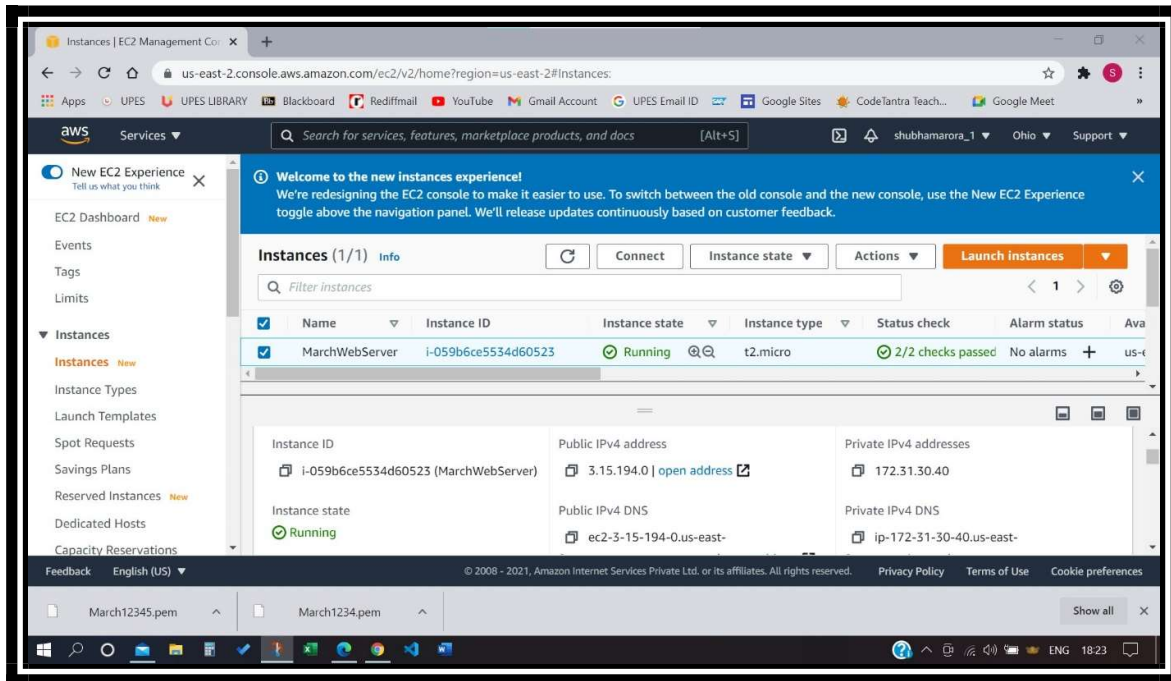 Instances | EC2 Management Cor
us-east-2.console.aws.amazon.com/ec2/v2/home?region=us-east-2#Instances:
S
Apps UPES UPES LIBRARY Blackboard Rediffmail YouTube Gmail Account UPES Email ID Google Sites CodeTantra Teach... Google Meet »
aws Services ▼ Search for services, features, marketplace products, and docs [Alt+S] shubhamarora_1 ▼ Ohio ▼ Support ▼
New EC2 Experience
Tell us what you think
EC2 Dashboard New
Events
Tags
Limits
▼ Instances
Instances New
Instance Types
Launch Templates
Spot Requests
Savings Plans
Reserved Instances New
Dedicated Hosts
Capacity Reservations
Welcome to the new instances experience!
We're redesigning the EC2 console to make it easier to use. To switch between the old console and the new console, use the New EC2 Experience
toggle above the navigation panel. We'll release updates continuously based on customer feedback.
Instances (1/1) Info Connect Instance state ▼ Actions ▼ Launch instances ▼
Filter instances < 1 >
Name Instance ID Instance state Instance type Status check Alarm status Ava
MarchWebServer i-059b6ce5534d60523 Running t2.micro 2/2 checks passed No alarms + us-e
Instance ID Public IPv4 address Private IPv4 addresses
i-059b6ce5534d60523 (MarchWebServer) 3.15.194.0 | open address 172.31.30.40
Instance state Public IPv4 DNS Private IPv4 DNS
Running ec2-3-15-194-0.us-east- ip-172-31-30-40.us-east-
Feedback English (US) ▼ © 2008 - 2021, Amazon Internet Services Private Ltd. or its affiliates. All rights reserved. Privacy Policy Terms of Use Cookie preferences
March12345.pem March1234.pem Show all
ENG 18:23